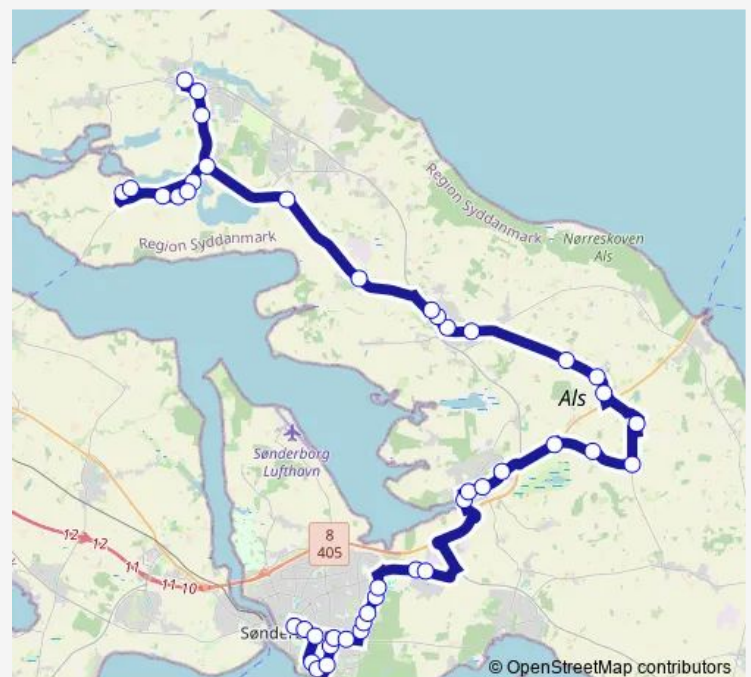 Region Syddanmark
Nørreskoven
Als
Region Syddanmark
Als
Sønderborg
Lufthavn
8
405
12
12
11
11
10
Sønder
© OpenStreetMap contributors